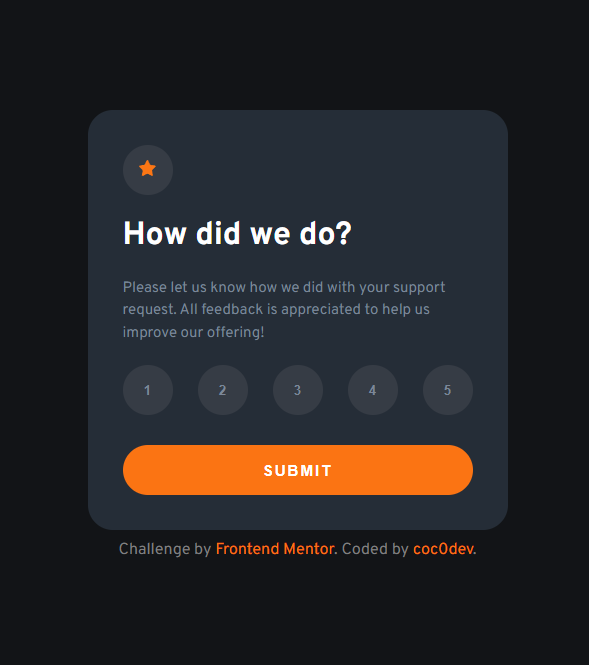 How did we do?
Please let us know how we did with your support
request. All feedback is appreciated to help us
improve our offering!
1 2 3 4 5
SUBMIT
Challenge by Frontend Mentor. Coded by coc0dev.